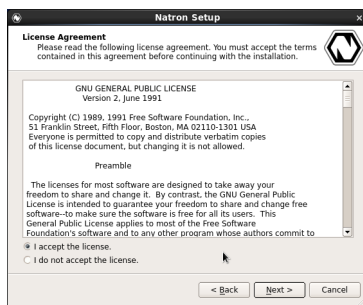 Natron Setup
License Agreement
Please read the following license agreement. You must accept the terms
contained in this agreement before continuing with the installation.
GNU GENERAL PUBLIC LICENSE
Version 2, June 1991
Copyright (C) 1989, 1991 Free Software Foundation, Inc.,
51 Franklin Street, Fifth Floor, Boston, MA 02110-1301 USA
Everyone is permitted to copy and distribute verbatim copies
of this license document, but changing it is not allowed.
Preamble
The licenses for most software are designed to take away your
freedom to share and change it. By contrast, the GNU General Public
License is intended to guarantee your freedom to share and change free
software--to make sure the software is free for all its users. This
General Public License applies to most of the Free Software
Foundation's software and to any other program whose authors commit to
I accept the license.
I do not accept the license.
< Back
Next >
Cancel